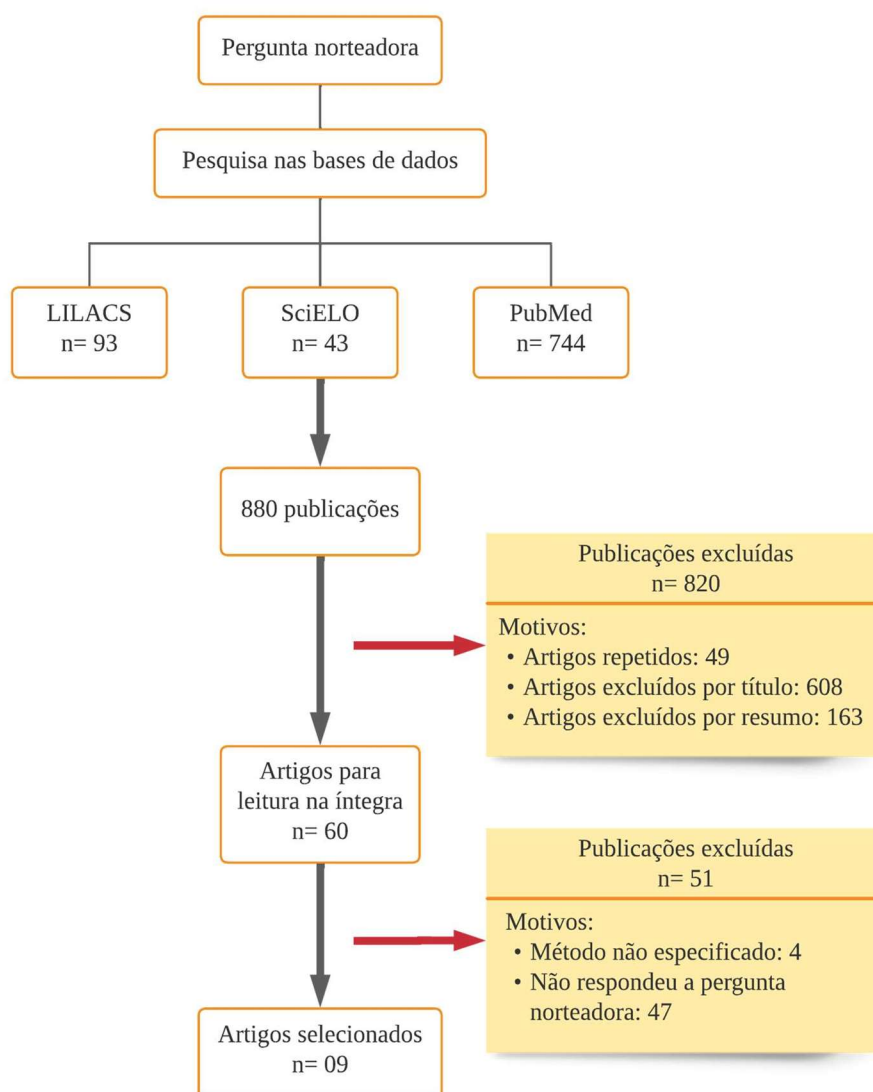 Pergunta norteadora
Pesquisa nas bases de dados
LILACS
n= 93
SciELO
n= 43
PubMed
n= 744
880 publicações
Publicações excluídas
n= 820
Motivos:
• Artigos repetidos: 49
• Artigos excluídos por título: 608
• Artigos excluídos por resumo: 163
Artigos para
leitura na íntegra
n= 60
Publicações excluídas
n= 51
Motivos:
• Método não especificado: 4
• Não respondeu a pergunta
norteadora: 47
Artigos selecionados
n= 09